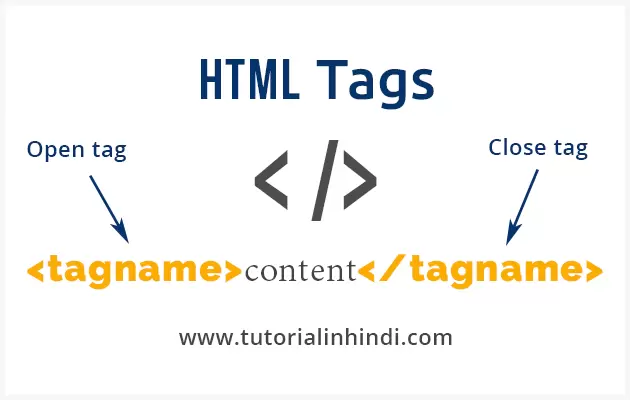 HTML Tags
Open tag
Close tag
</>
<tagname>content</tagname>
www.tutorialinhindi.com